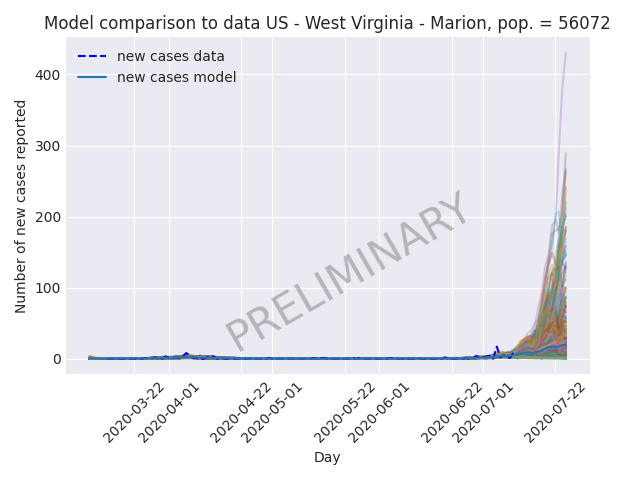 Model comparison to data US - West Virginia - Marion, pop. = 56072
new cases data
new cases model
400
300
200
100
0
Number of new cases reported
PRELIMINARY
2020-03-22
2020-04-01
2020-04-22
2020-05-01
2020-05-22
2020-06-01
2020-06-22
2020-07-01
2020-07-22
Day